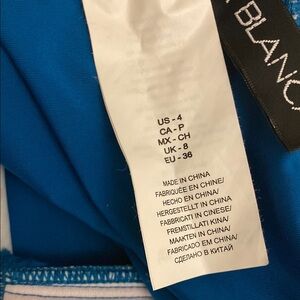 BLANC
US - 4
CA - P
MX - CH
UK - 8
EU - 36
MADE IN CHINA
FABRIQUÉE EN CHINE/
HECHO EN CHINA/
HERGESTELLT IN CHINA
FABBRICATI IN CINESE/
FREMSTILLATI KINA/
MAAKTEN IN CHINA/
FABRICADO EM CHINA/
СДЕЛАНО В КИТАЙ